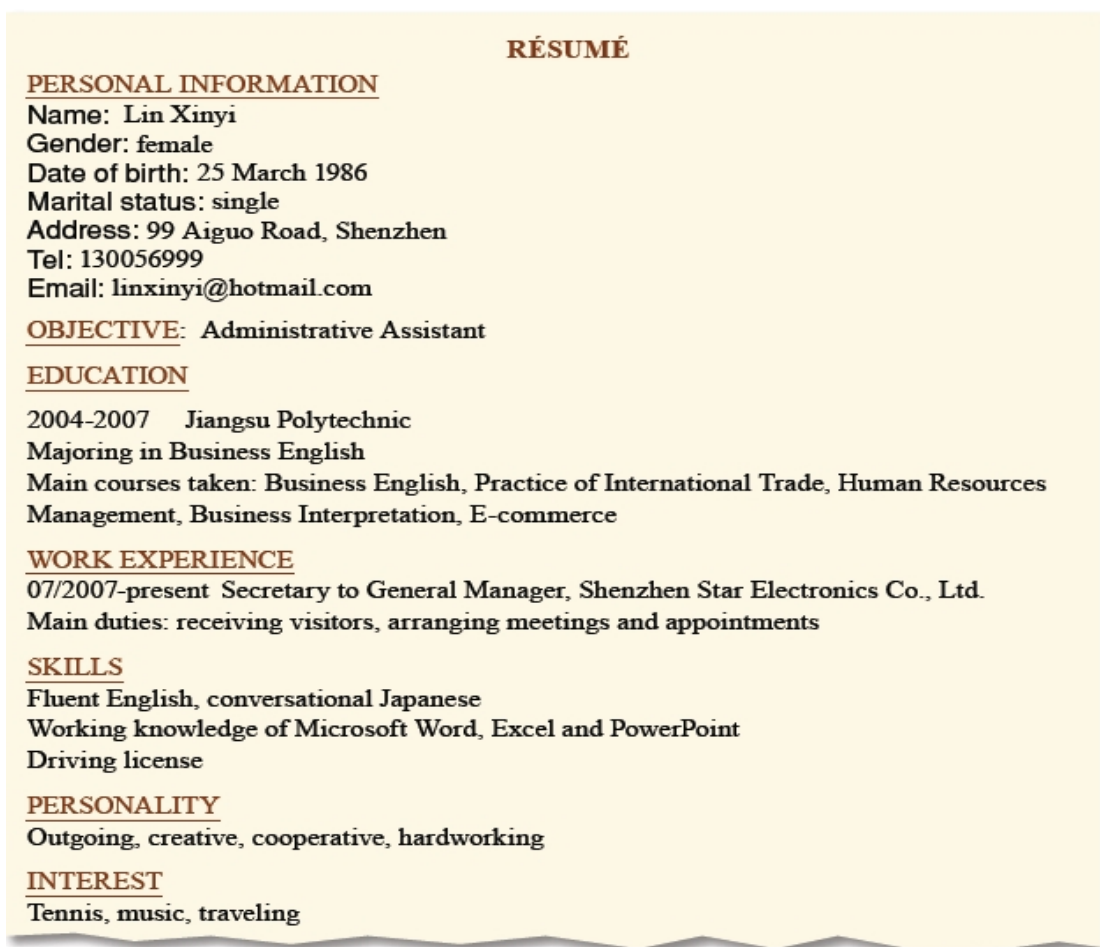 RÉSUMÉ
PERSONAL INFORMATION
Name: Lin Xinyi
Gender: female
Date of birth: 25 March 1986
Marital status: single
Address: 99 Aiguo Road, Shenzhen
Tel: 130056999
Email: linxinyi@hotmail.com
OBJECTIVE: Administrative Assistant
EDUCATION
2004-2007 Jiangsu Polytechnic
Majoring in Business English
Main courses taken: Business English, Practice of International Trade, Human Resources
Management, Business Interpretation, E-commerce
WORK EXPERIENCE
07/2007-present Secretary to General Manager, Shenzhen Star Electronics Co., Ltd.
Main duties: receiving visitors, arranging meetings and appointments
SKILLS
Fluent English, conversational Japanese
Working knowledge of Microsoft Word, Excel and PowerPoint
Driving license
PERSONALITY
Outgoing, creative, cooperative, hardworking
INTEREST
Tennis, music, traveling